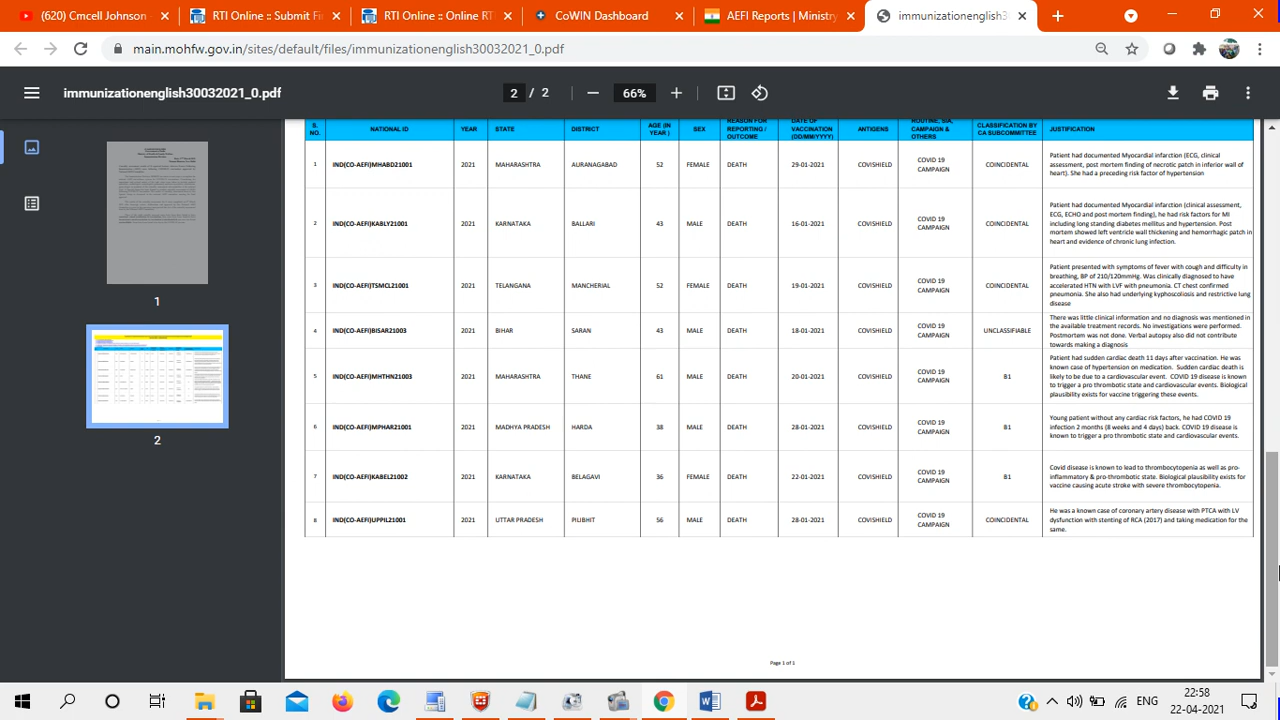 (620) Cmcell Johnson - RTI Online :: Submit Fi RTI Online :: Online RTI CoWIN Dashboard AEFI Reports | Ministry immunizationenglish3
main.mohfw.gov.in/sites/default/files/immunizationenglish30032021_0.pdf
immunizationenglish30032021_0.pdf 2 / 2 66%
1
2
S. NO. NATIONAL ID YEAR STATE DISTRICT AGE (IN YEAR ) SEX REASON FOR REPORTING / OUTCOME DATE OF VACCINATION (DD/MM/YYYY) ANTIGENS ROUTINE, SIA, CAMPAIGN & OTHERS CLASSIFICATION BY CA SUBCOMMITTEE JUSTIFICATION
1 IND(CO-AEFI)MHABD21001 2021 MAHARASHTRA AURANAGABAD 52 FEMALE DEATH 29-01-2021 COVISHIELD COVID 19 CAMPAIGN COINCIDENTAL
Patient had documented Myocardial infarction (ECG, clinical
assessment, post mortem finding of necrotic patch in inferior wall of
heart). She had a preceding risk factor of hypertension
2 IND(CO-AEFI)KABLY21001 2021 KARNATAKA BALLARI 43 MALE DEATH 16-01-2021 COVISHIELD COVID 19 CAMPAIGN COINCIDENTAL
Patient had documented Myocardial infarction (clinical assessment,
ECG, ECHO and post mortem finding), he had risk factors for MI
including long standing diabetes mellitus and hypertension. Post
mortem showed left ventricle wall thickening and hemorrhagic patch in
heart and evidence of chronic lung infection.
3 IND(CO-AEFI)TSMCL21001 2021 TELANGANA MANCHERIAL 52 FEMALE DEATH 19-01-2021 COVISHIELD COVID 19 CAMPAIGN COINCIDENTAL
Patient presented with symptoms of fever with cough and difficulty in
breathing, BP of 210/120mmHg. Was clinically diagnosed to have
accelerated HTN with LVF with pneumonia. CT chest confirmed
pneumonia. She also had underlying kyphoscoliosis and restrictive lung
disease
4 IND(CO-AEFI)BISAR21003 2021 BIHAR SARAN 43 MALE DEATH 18-01-2021 COVISHIELD COVID 19 CAMPAIGN UNCLASSIFIABLE
There was little clinical information and no diagnosis was mentioned in
the available treatment records. No investigations were performed.
Postmortem was not done. Verbal autopsy also did not contribute
towards making a diagnosis
5 IND(CO-AEFI)MHTHN21003 2021 MAHARASHTRA THANE 61 MALE DEATH 20-01-2021 COVISHIELD COVID 19 CAMPAIGN B1
Patient had sudden cardiac death 11 days after vaccination. He was
known case of hypertension on medication. Sudden cardiac death is
likely to be due to a cardiovascular event. COVID 19 disease is known
to trigger a pro thrombotic state and cardiovascular events. Biological
plausibility exists for vaccine triggering these events.
6 IND(CO-AEFI)MPHAR21001 2021 MADHYA PRADESH HARDA 38 MALE DEATH 28-01-2021 COVISHIELD COVID 19 CAMPAIGN B1
Young patient without any cardiac risk factors, he had COVID 19
infection 2 months (8 weeks and 4 days) back. COVID 19 disease is
known to trigger a pro thrombotic state and cardiovascular events.
7 IND(CO-AEFI)KABEL21002 2021 KARNATAKA BELAGAVI 36 FEMALE DEATH 22-01-2021 COVISHIELD COVID 19 CAMPAIGN B1
Covid disease is known to lead to thrombocytopenia as well as pro-
inflammatory & pro-thrombotic state. Biological plausibility exists for
vaccine causing acute stroke with severe thrombocytopenia.
8 IND(CO-AEFI)UPPIL21001 2021 UTTAR PRADESH PILIBHIT 56 MALE DEATH 28-01-2021 COVISHIELD COVID 19 CAMPAIGN COINCIDENTAL
He was a known case of coronary artery disease with PTCA with LV
dysfunction with stenting of RCA (2017) and taking medication for the
same.
Page 1 of 1
ENG 22:58
22-04-2021